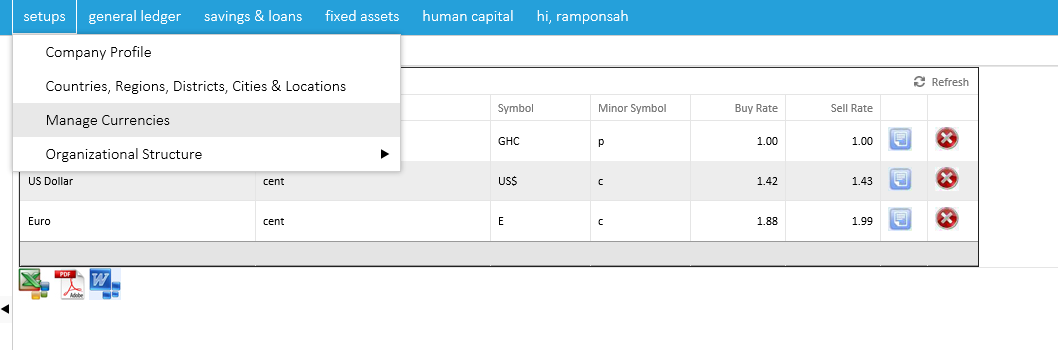 setups general ledger savings & loans fixed assets human capital hi, ramponsah
Company Profile
Countries, Regions, Districts, Cities & Locations
Manage Currencies
Organizational Structure
Refresh
Symbol Minor Symbol Buy Rate Sell Rate
GHC p 1.00 1.00
US Dollar cent US$ c 1.42 1.43
Euro cent E c 1.88 1.99
PDF
Adobe
W